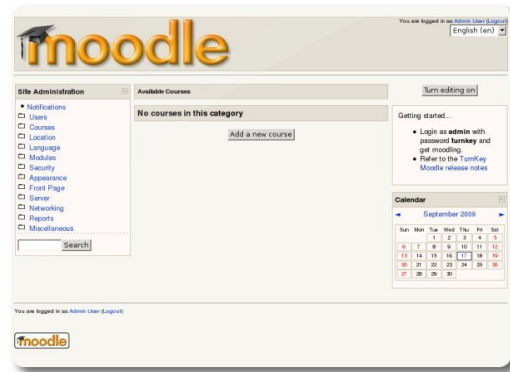 moodle
You are logged in as Admin User (Logout)
English (en)
Site Administration
Notifications
Users
Courses
Location
Language
Modules
Security
Appearance
Front Page
Server
Networking
Reports
Miscellaneous
Search
Available Courses
No courses in this category
Add a new course
Turn editing on
Getting started...
Login as admin with
password turnkey and
get moodling.
Refer to the TurnKey
Moodle release notes
Calendar
◄ September 2009 ►
Sun Mon Tue Wed Thu Fri Sat
1 2 3 4 5
6 7 8 9 10 11 12
13 14 15 16 17 18 19
20 21 22 23 24 25 26
27 28 29 30
You are logged in as Admin User (Logout)
moodle